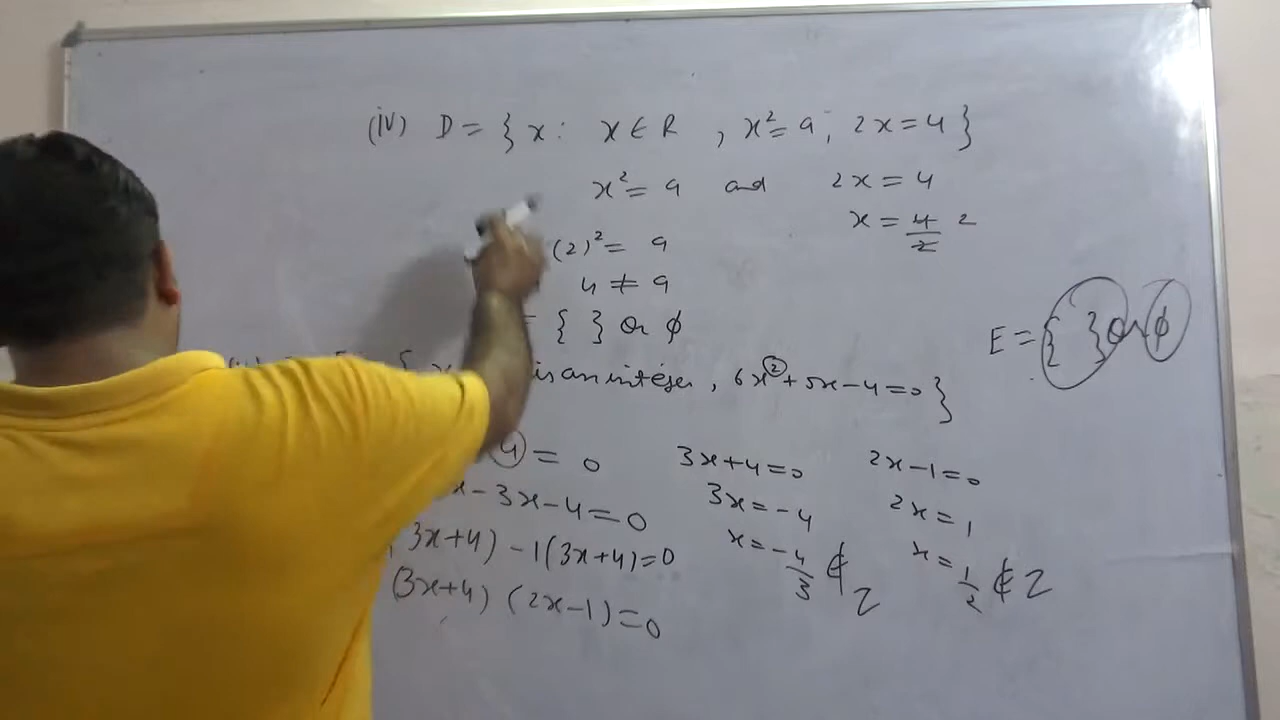 (iv) D = { x : x ∈ R , x² = 9 , 2x = 4 }
x² = 9 and 2x = 4
x = 4/2 2
(2)² = 9
4 ≠ 9
= { } or ϕ
E = { } or ϕ
is an integer , 6x² + 5x - 4 = 0 }
4 = 0 3x + 4 = 0 2x - 1 = 0
x - 3x - 4 = 0 3x = -4 2x = 1
3x + 4) - 1(3x + 4) = 0 x = -4/3 ∉ Z x = 1/2 ∉ Z
(3x + 4) (2x - 1) = 0